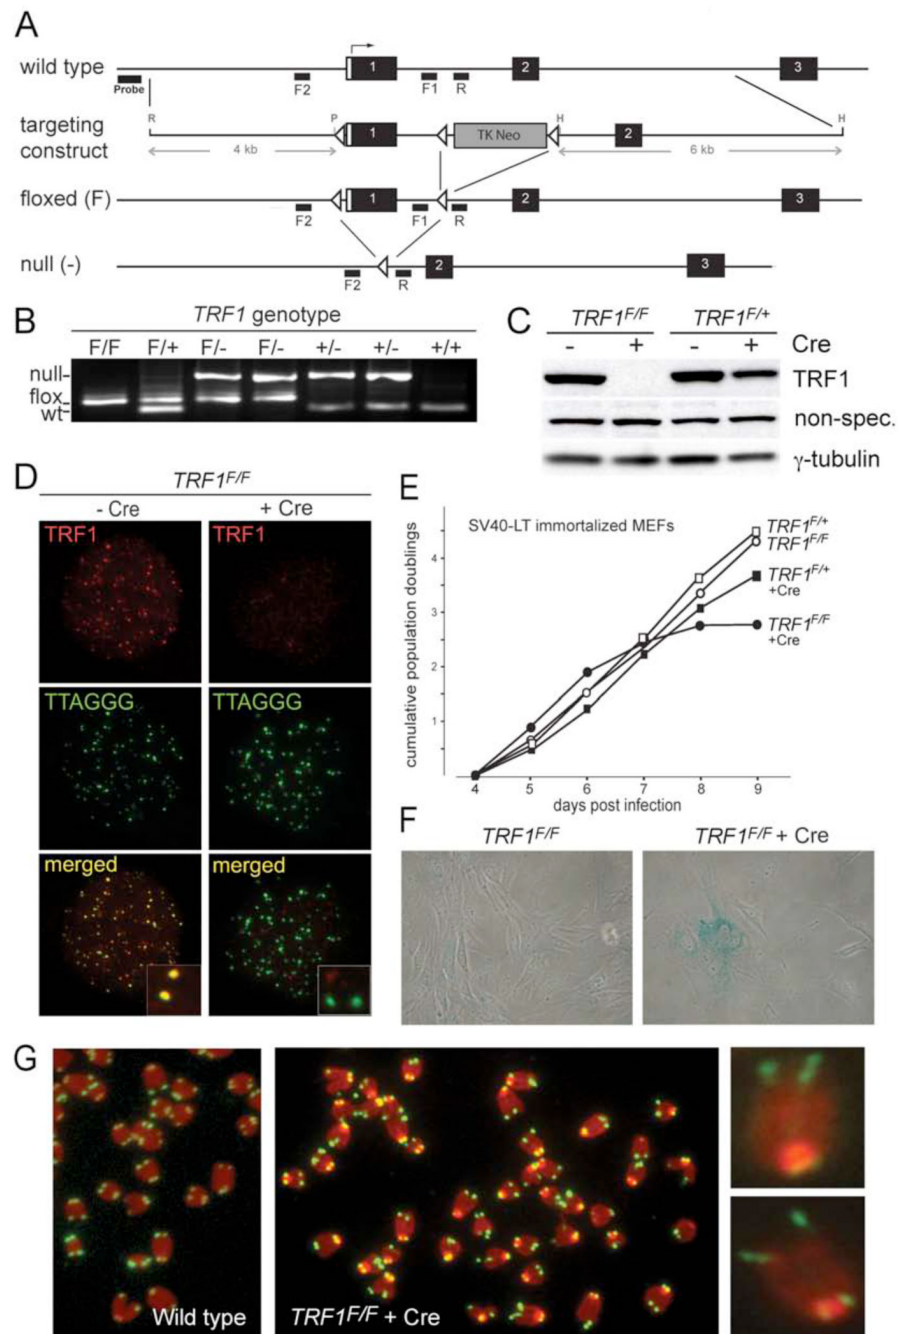 A
wild type
1 2 3
Probe F2 F1 R
R P H H
targeting construct
1 TK Neo 2
4 kb 6 kb
floxed (F)
1 2 3
F2 F1 R
null (-)
2 3
F2 R
B
TRF1 genotype
F/F F/+ F/- F/- +/- +/- +/+
null
flox
wt
C
TRF1F/F TRF1F/+
- + - + Cre
TRF1
non-spec.
γ-tubulin
D
TRF1F/F
- Cre + Cre
TRF1 TRF1
TTAGGG TTAGGG
merged merged
E
SV40-LT immortalized MEFs
cumulative population doublings
4
3
2
1
4 5 6 7 8 9
days post infection
TRF1F/+
TRF1F/F
TRF1F/+
+Cre
TRF1F/F
+Cre
F
TRF1F/F TRF1F/F + Cre
G
Wild type TRF1F/F + Cre